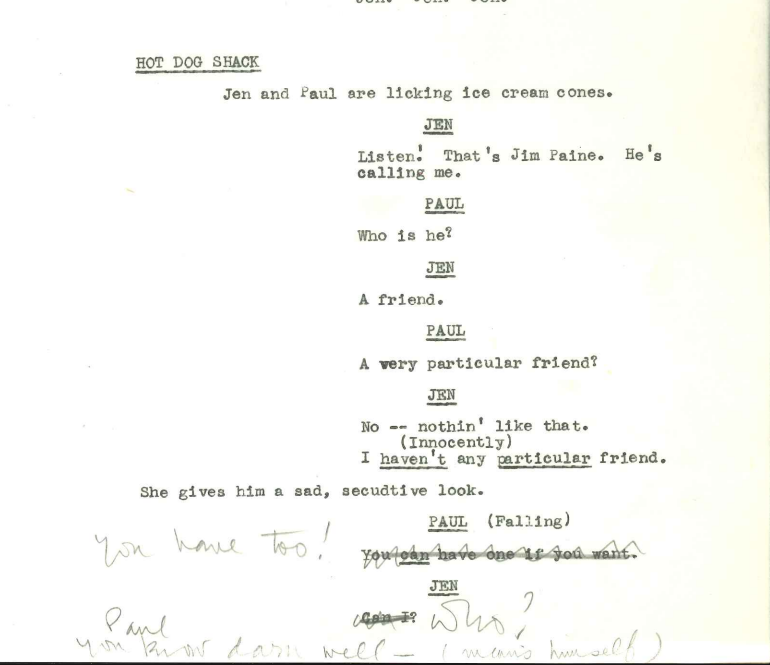 HOT DOG SHACK
Jen and Paul are licking ice cream cones.
JEN
Listen! That's Jim Paine. He's
calling me.
PAUL
Who is he?
JEN
A friend.
PAUL
A very particular friend?
JEN
No -- nothin' like that.
(Innocently)
I haven't any particular friend.
She gives him a sad, secudtive look.
PAUL (Falling)
you have too! You can have one if you want.
JEN
Can I? Who?
Paul
you know darn well — (means himself)